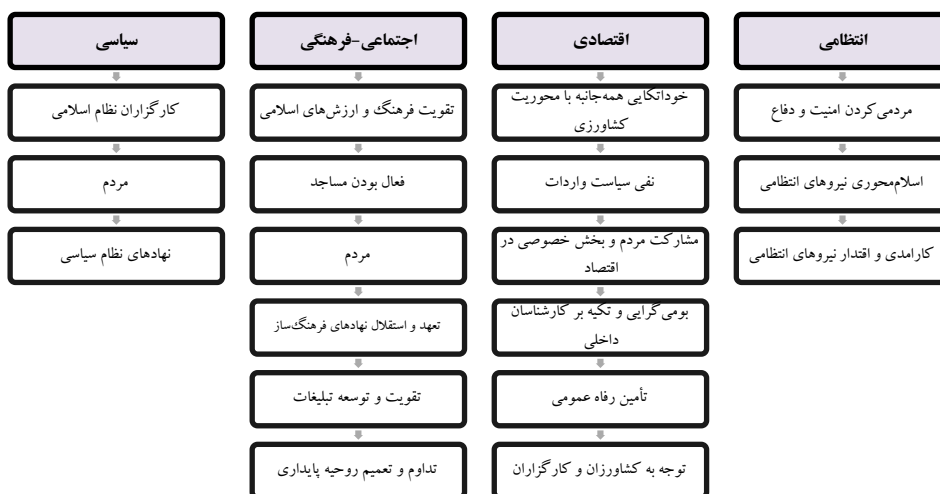 انتظامی
مردمی‌کردن امنیت و دفاع
اسلام‌محوری نیروهای انتظامی
کارامدی و اقتدار نیروهای انتظامی
اقتصادی
خوداتکایی همه‌جانبه با محوریت
کشاورزی
نفی سیاست واردات
مشارکت مردم و بخش خصوصی در
اقتصاد
بومی‌گرایی و تکیه بر کارشناسان
داخلی
تأمین رفاه عمومی
توجه به کشاورزان و کارگزاران
اجتماعی-فرهنگی
تقویت فرهنگ و ارزش‌های اسلامی
فعال بودن مساجد
مردم
تعهد و استقلال نهادهای فرهنگ‌ساز
تقویت و توسعه تبلیغات
تداوم و تعمیم روحیه پایداری
سیاسی
کارگزاران نظام اسلامی
مردم
نهادهای نظام سیاسی